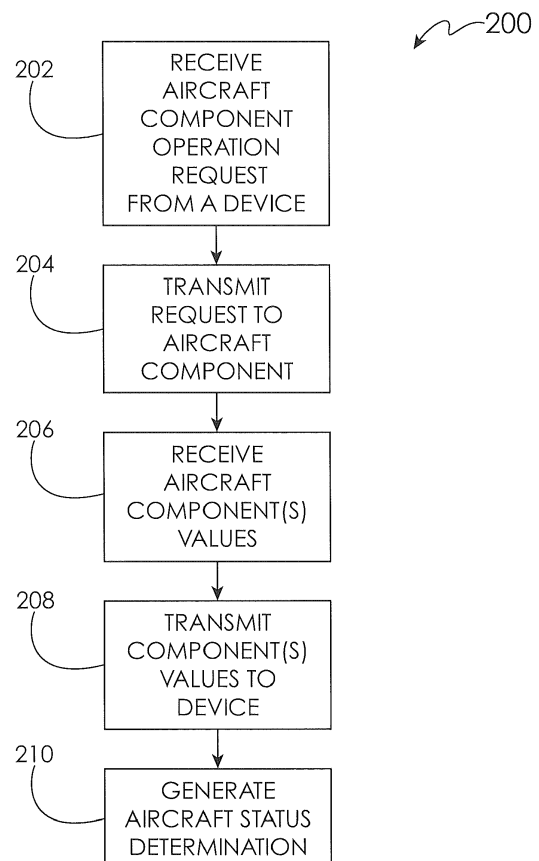 200
202
RECEIVE
AIRCRAFT
COMPONENT
OPERATION
REQUEST
FROM A DEVICE
204
TRANSMIT
REQUEST TO
AIRCRAFT
COMPONENT
206
RECEIVE
AIRCRAFT
COMPONENT(S)
VALUES
208
TRANSMIT
COMPONENT(S)
VALUES TO
DEVICE
210
GENERATE
AIRCRAFT STATUS
DETERMINATION